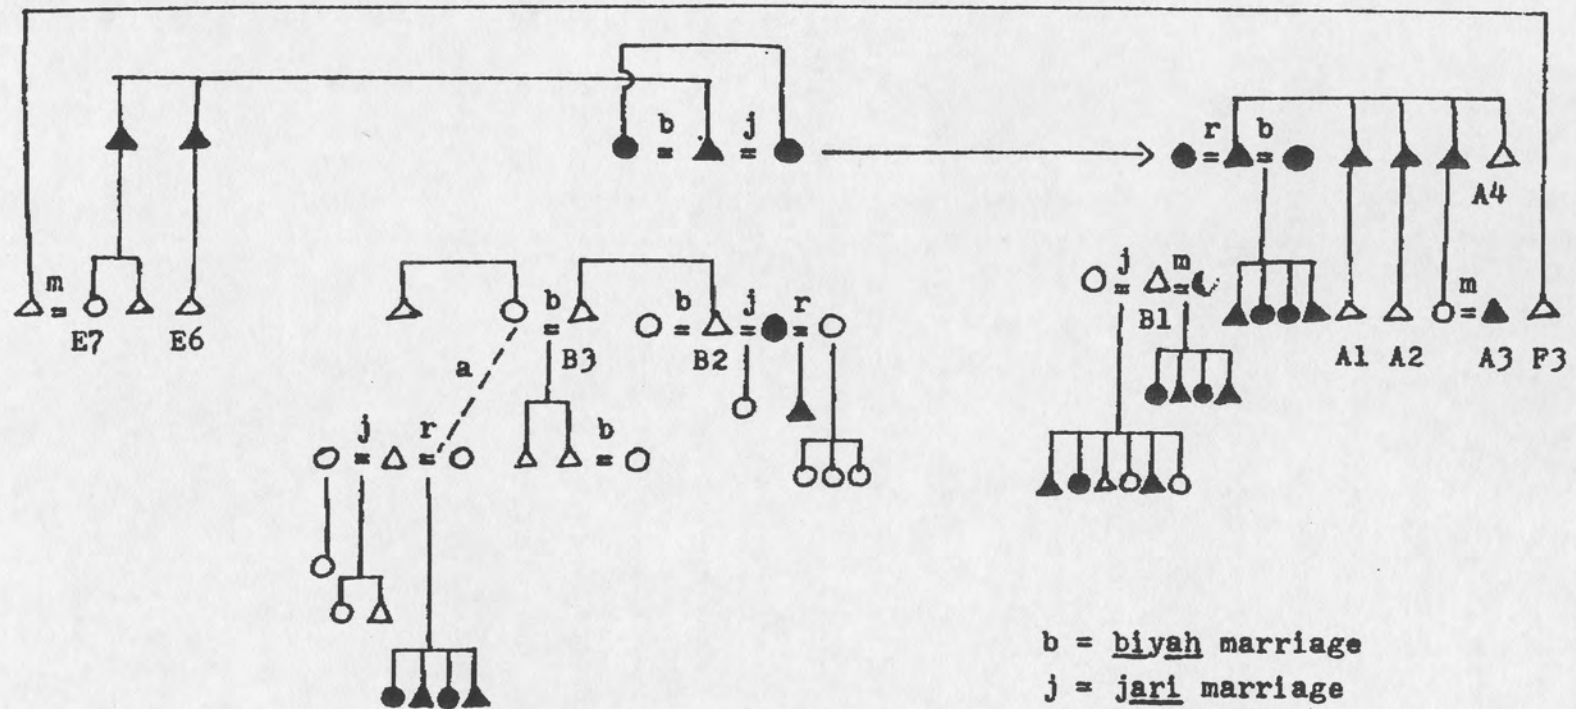 b j
r b
A4
m
E7 E6
b
B3
b j r
B2
j m
B1
m
A1 A2 A3 F3
a
j r
b
b = biyah marriage
j = jari marriage